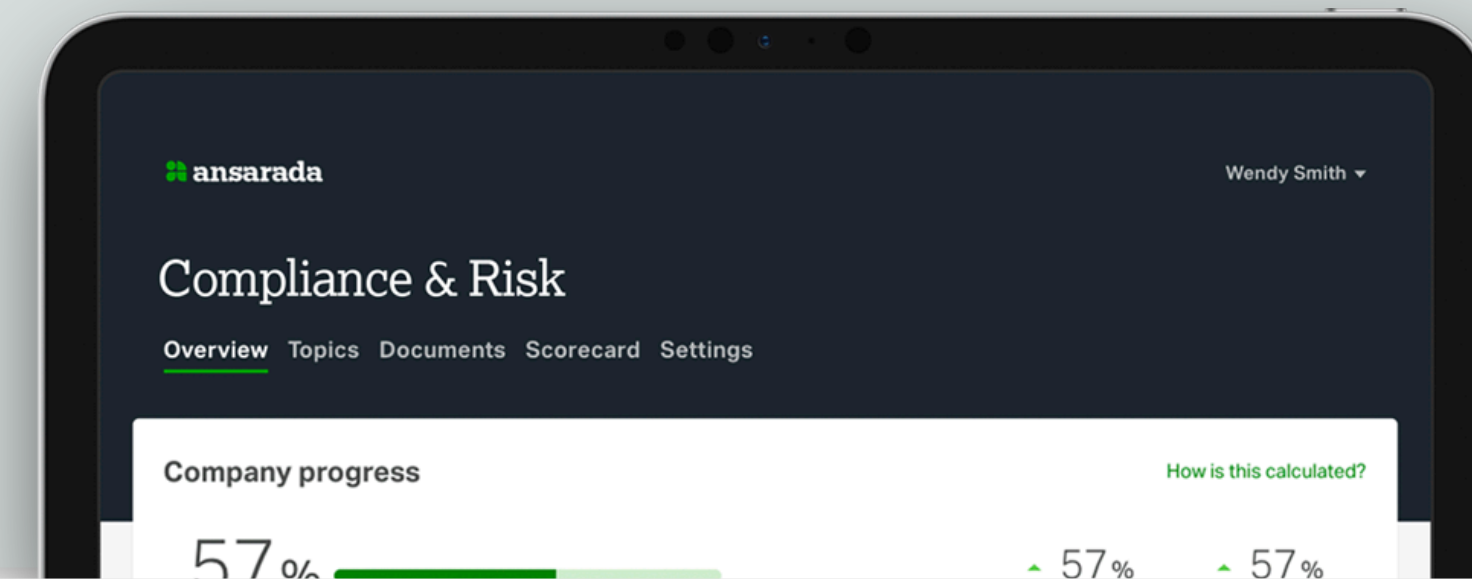 ansarada
Wendy Smith
Compliance & Risk
Overview Topics Documents Scorecard Settings
Company progress
How is this calculated?
57% 57% 57%